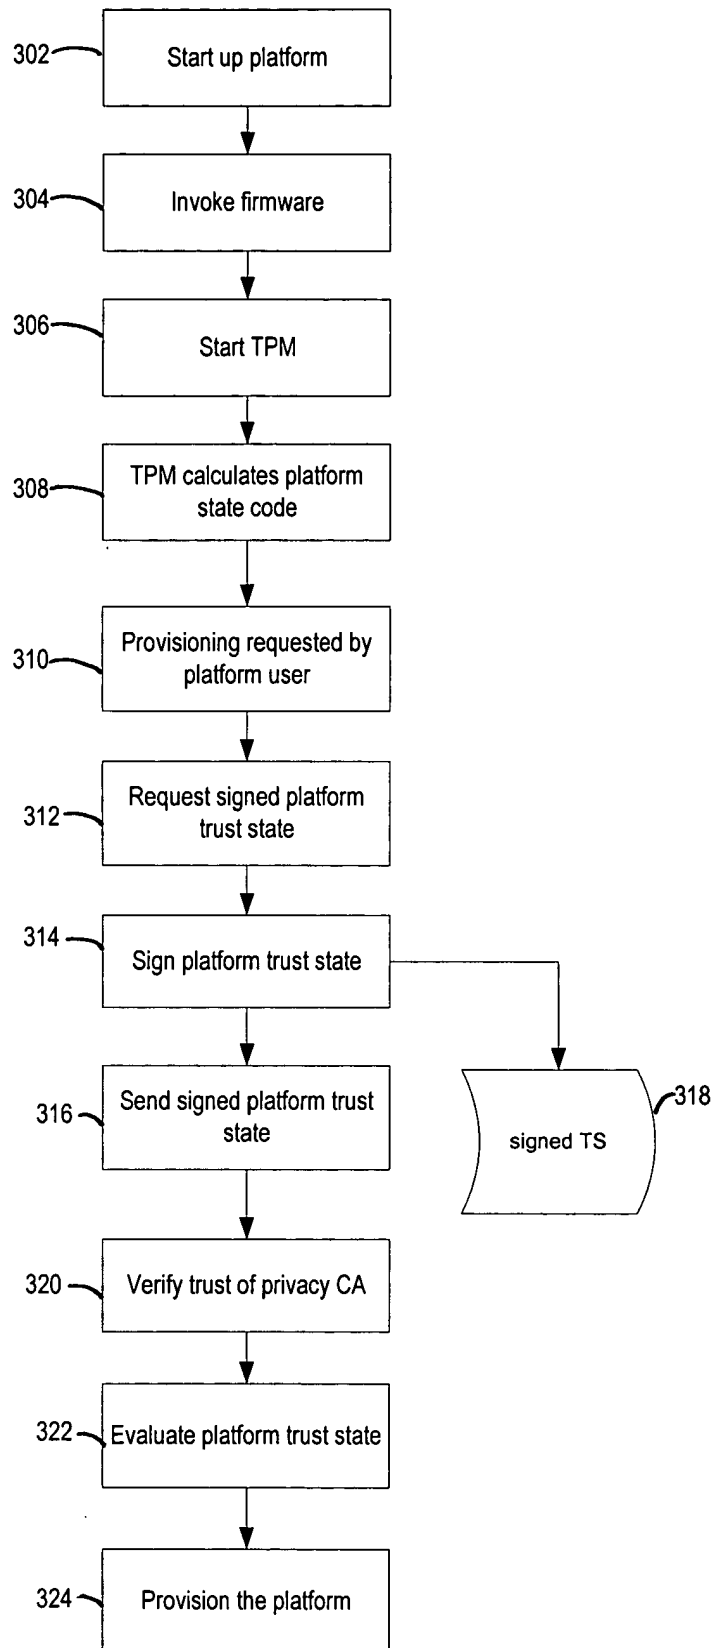 302
Start up platform
304
Invoke firmware
306
Start TPM
308
TPM calculates platform
state code
310
Provisioning requested by
platform user
312
Request signed platform
trust state
314
Sign platform trust state
316
Send signed platform trust
state
318
signed TS
320
Verify trust of privacy CA
322
Evaluate platform trust state
324
Provision the platform